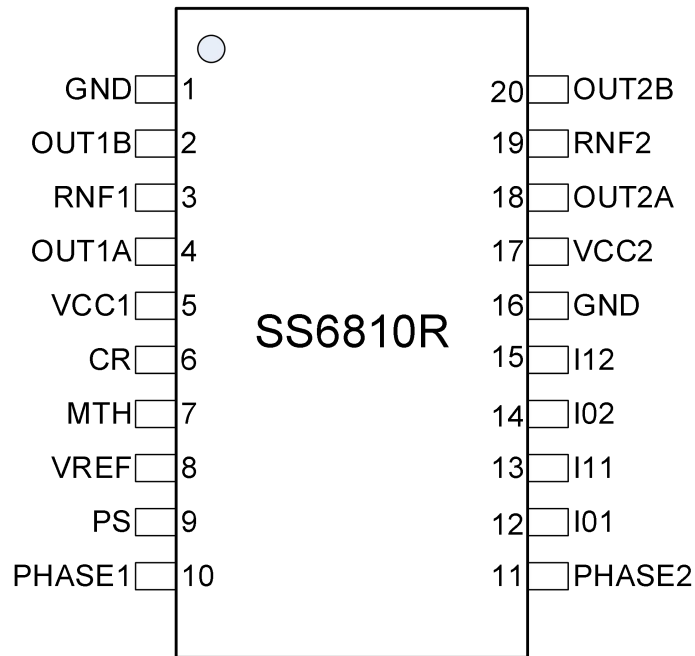 GND 1 20 OUT2B
OUT1B 2 19 RNF2
RNF1 3 18 OUT2A
OUT1A 4 17 VCC2
VCC1 5 16 GND
SS6810R
CR 6 15 I12
MTH 7 14 I02
VREF 8 13 I11
PS 9 12 I01
PHASE1 10 11 PHASE2